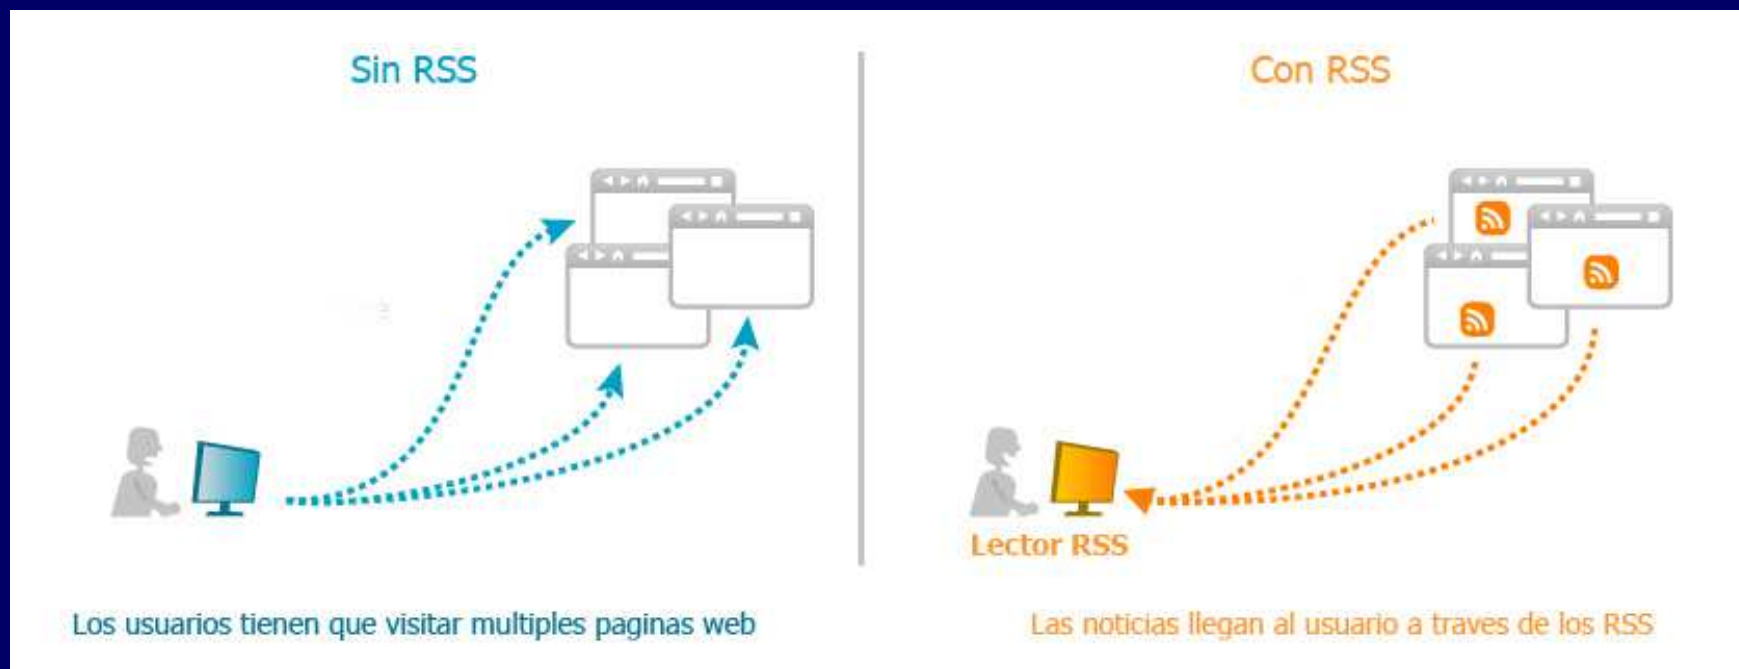 Sin RSS
Con RSS
Lector RSS
Los usuarios tienen que visitar multiples paginas web
Las noticias llegan al usuario a traves de los RSS